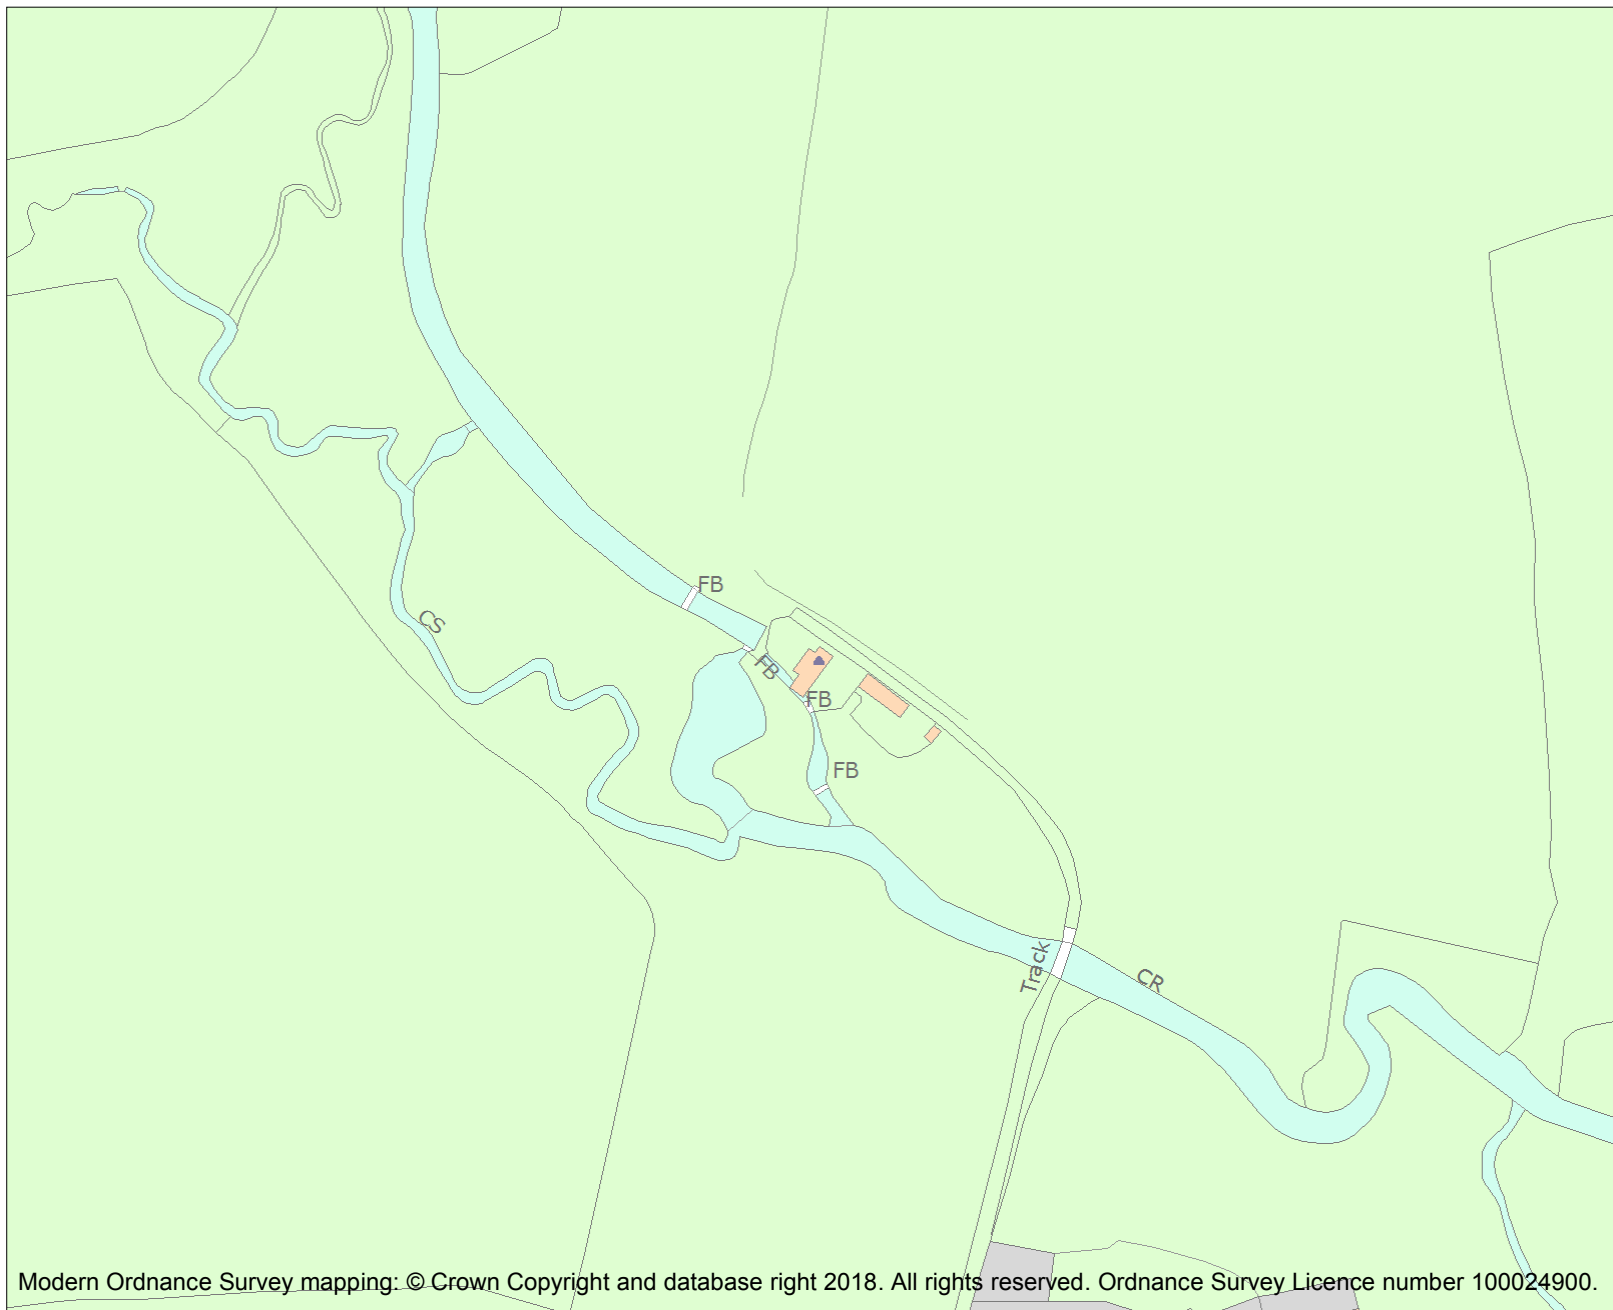 FB
CS
FB
FB
FB
Track
CR
Modern Ordnance Survey mapping: © Crown Copyright and database right 2018. All rights reserved. Ordnance Survey Licence number 100024900.